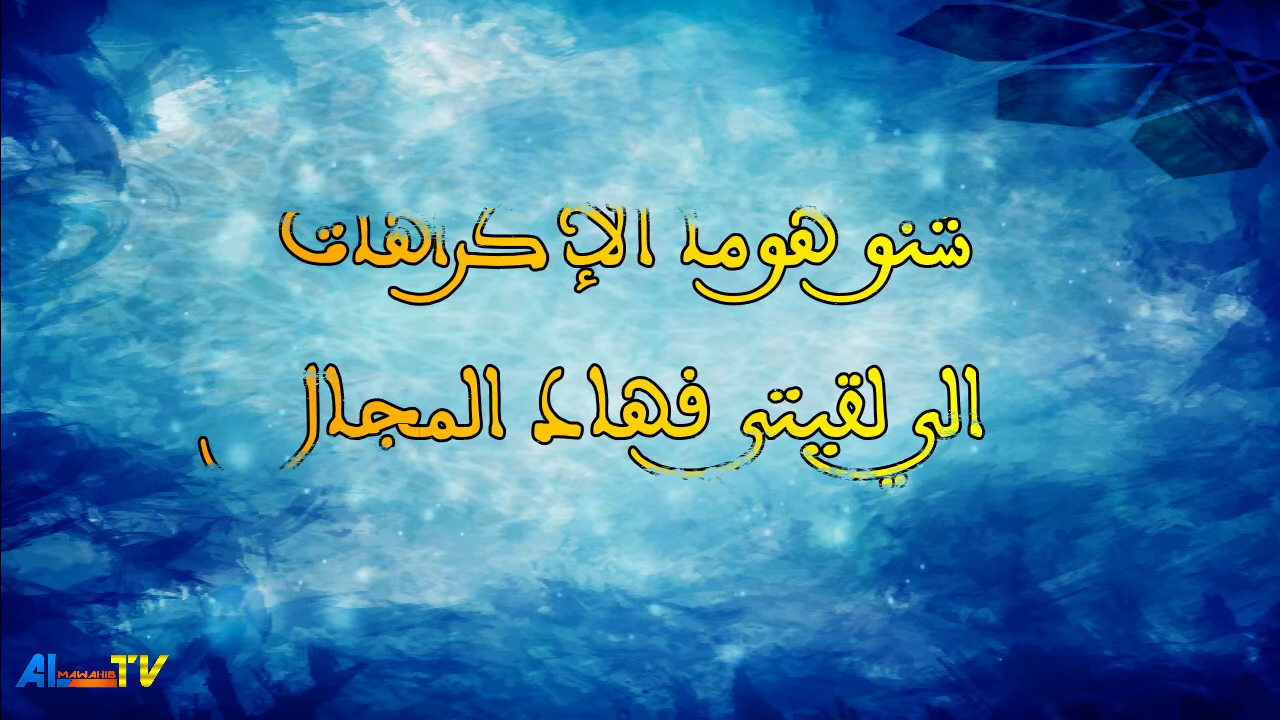 شنو هوما الإكراهات
الي لقيتي فهاد المجال
Al MAWAHIB TV